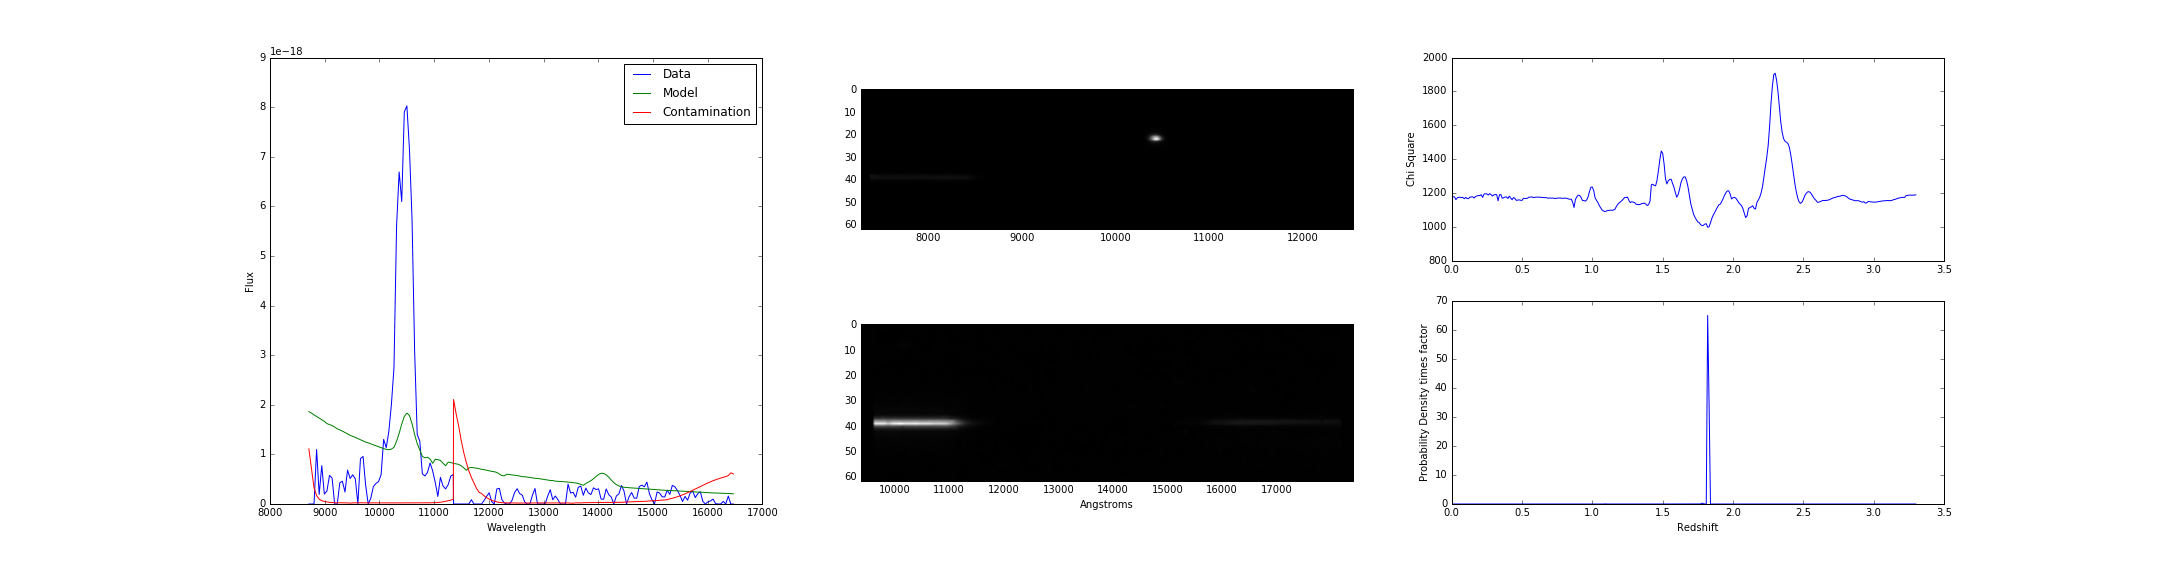 1e−18
9
8
7
6
5
4
3
2
1
0
Flux
8000 9000 10000 11000 12000 13000 14000 15000 16000 17000
Wavelength
Data
Model
Contamination
0
10
20
30
40
50
60
8000 9000 10000 11000 12000
0
10
20
30
40
50
60
10000 11000 12000 13000 14000 15000 16000 17000
Angstroms
2000
1800
1600
1400
1200
1000
800
Chi Square
0.0 0.5 1.0 1.5 2.0 2.5 3.0 3.5
70
60
50
40
30
20
10
0
Probability Density times factor
0.0 0.5 1.0 1.5 2.0 2.5 3.0 3.5
Redshift